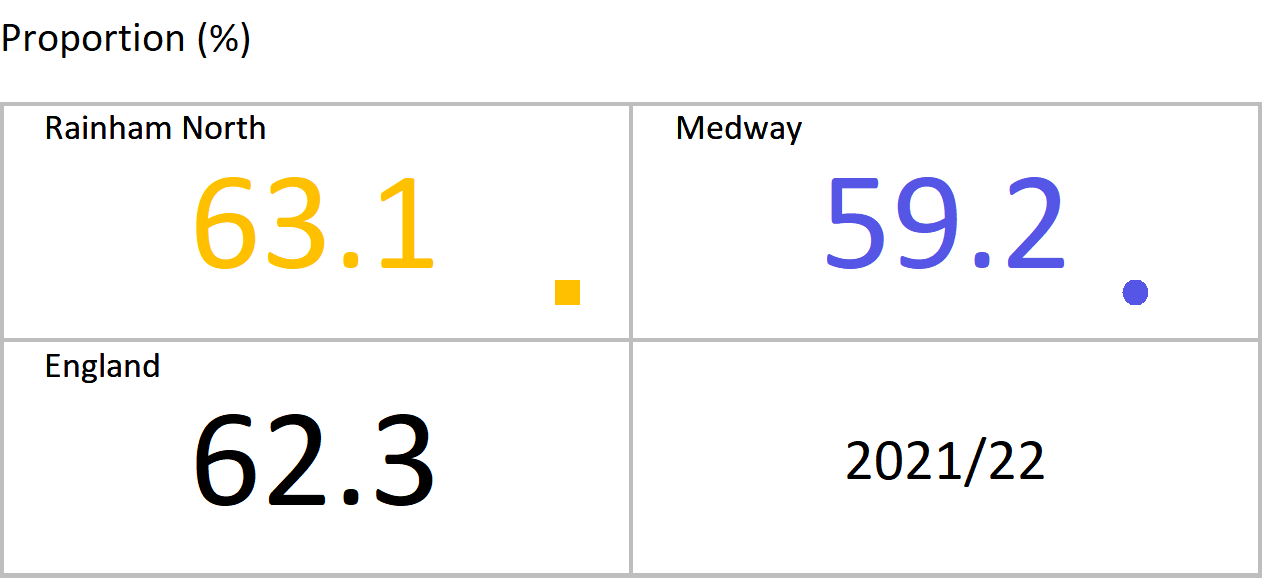 Proportion (%)
Rainham North
63.1
Medway
59.2
England
62.3
2021/22